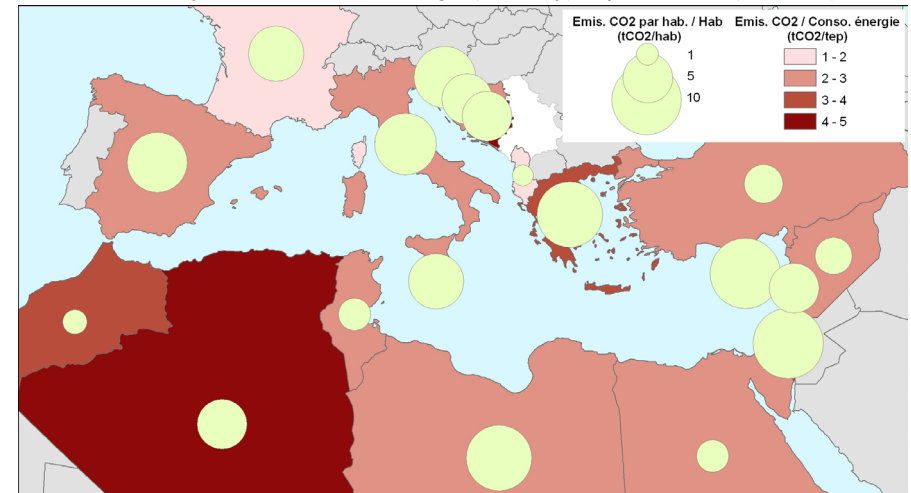 Emis. CO2 par hab. / Hab
(tCO2/hab)
1
5
10
Emis. CO2 / Conso. énergie
(tCO2/tep)
1 - 2
2 - 3
3 - 4
4 - 5